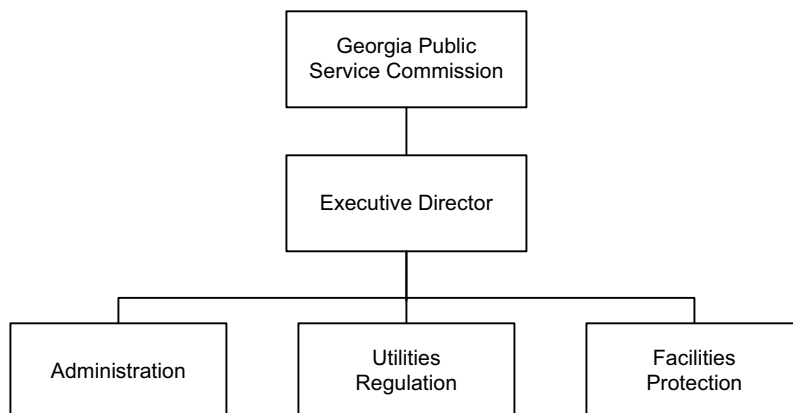 Georgia Public
Service Commission
Executive Director
Administration
Utilities
Regulation
Facilities
Protection